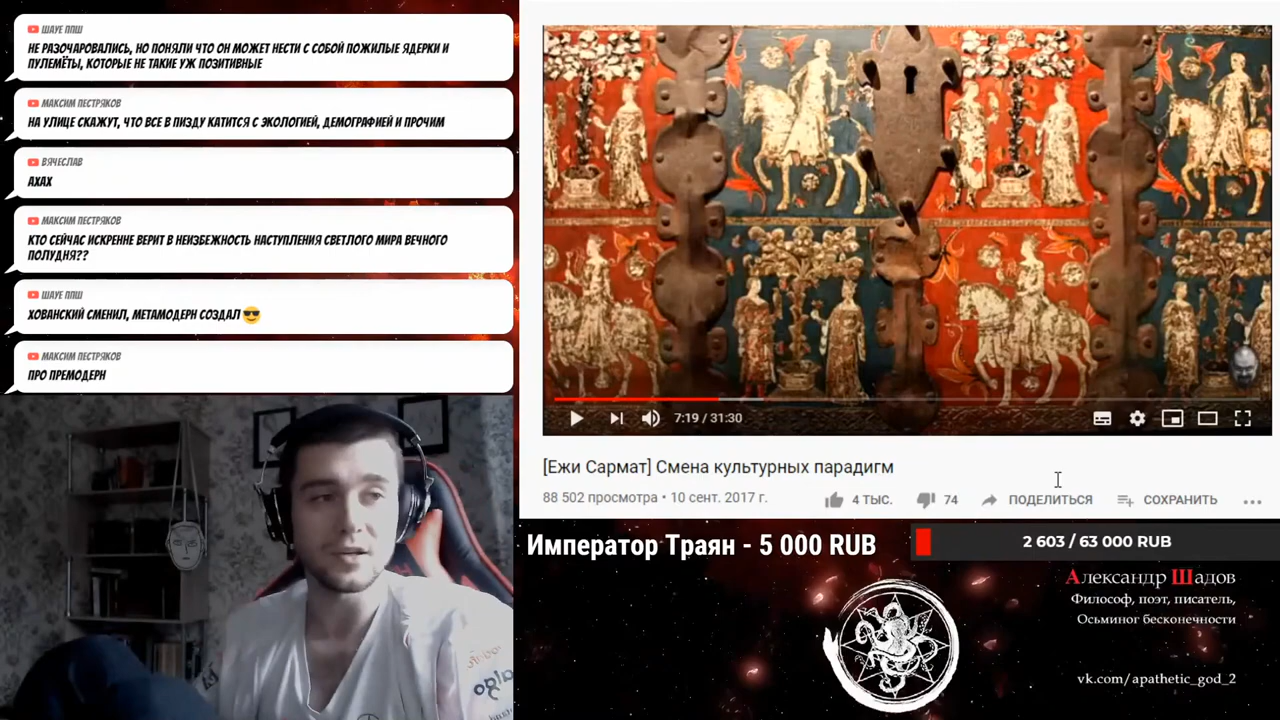 ШАУЕ ППШ
НЕ РАЗОЧАРОВАЛИСЬ, НО ПОНЯЛИ ЧТО ОН МОЖЕТ НЕСТИ С СОБОЙ ПОЖИЛЫЕ ЯДЕРКИ И
ПУЛЕМЁТЫ, КОТОРЫЕ НЕ ТАКИЕ УЖ ПОЗИТИВНЫЕ
МАКСИМ ПЕСТРЯКОВ
НА УЛИЦЕ СКАЖУТ, ЧТО ВСЕ В ПИЗДУ КАТИТСЯ С ЭКОЛОГИЕЙ, ДЕМОГРАФИЕЙ И ПРОЧИМ
ВЯЧЕСЛАВ
АХАХ
МАКСИМ ПЕСТРЯКОВ
КТО СЕЙЧАС ИСКРЕННЕ ВЕРИТ В НЕИЗБЕЖНОСТЬ НАСТУПЛЕНИЯ СВЕТЛОГО МИРА ВЕЧНОГО
ПОЛУДНЯ??
ШАУЕ ППШ
ХОВАНСКИЙ СМЕНИЛ, МЕТАМОДЕРН СОЗДАЛ 😎
МАКСИМ ПЕСТРЯКОВ
ПРО ПРЕМОДЕРН
7:19 / 31:30
[Ежи Сармат] Смена культурных парадигм
88 502 просмотра • 10 сент. 2017 г.
4 ТЫС.
74
ПОДЕЛИТЬСЯ
СОХРАНИТЬ
Император Траян - 5 000 RUB
2 603 / 63 000 RUB
Александр Шадов
Философ, поэт, писатель,
Осьминог бесконечности
vk.com/apathetic_god_2